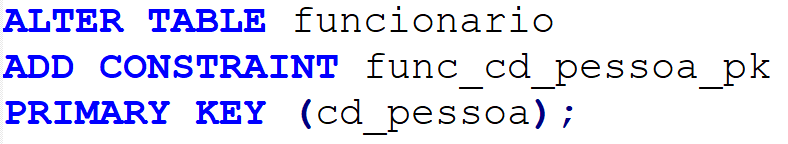 ALTER TABLE funcionario
ADD CONSTRAINT func_cd_pessoa_pk
PRIMARY KEY (cd_pessoa);